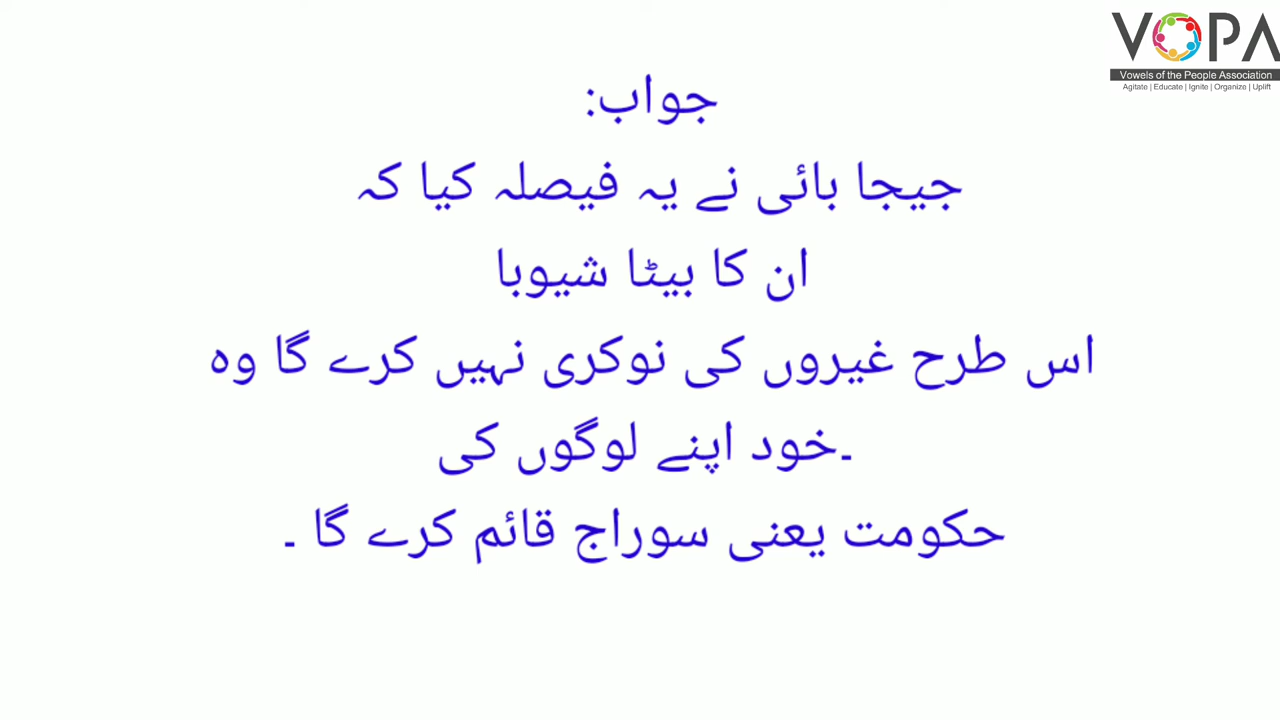 VOPA
Vowels of the People Association
Agitate | Educate | Ignite | Organize | Uplift
جواب:
جیجا بائی نے یہ فیصلہ کیا کہ
ان کا بیٹا شیوبا
اس طرح غیروں کی نوکری نہیں کرے گا وہ
۔خود اپنے لوگوں کی
حکومت یعنی سوراج قائم کرے گا ۔